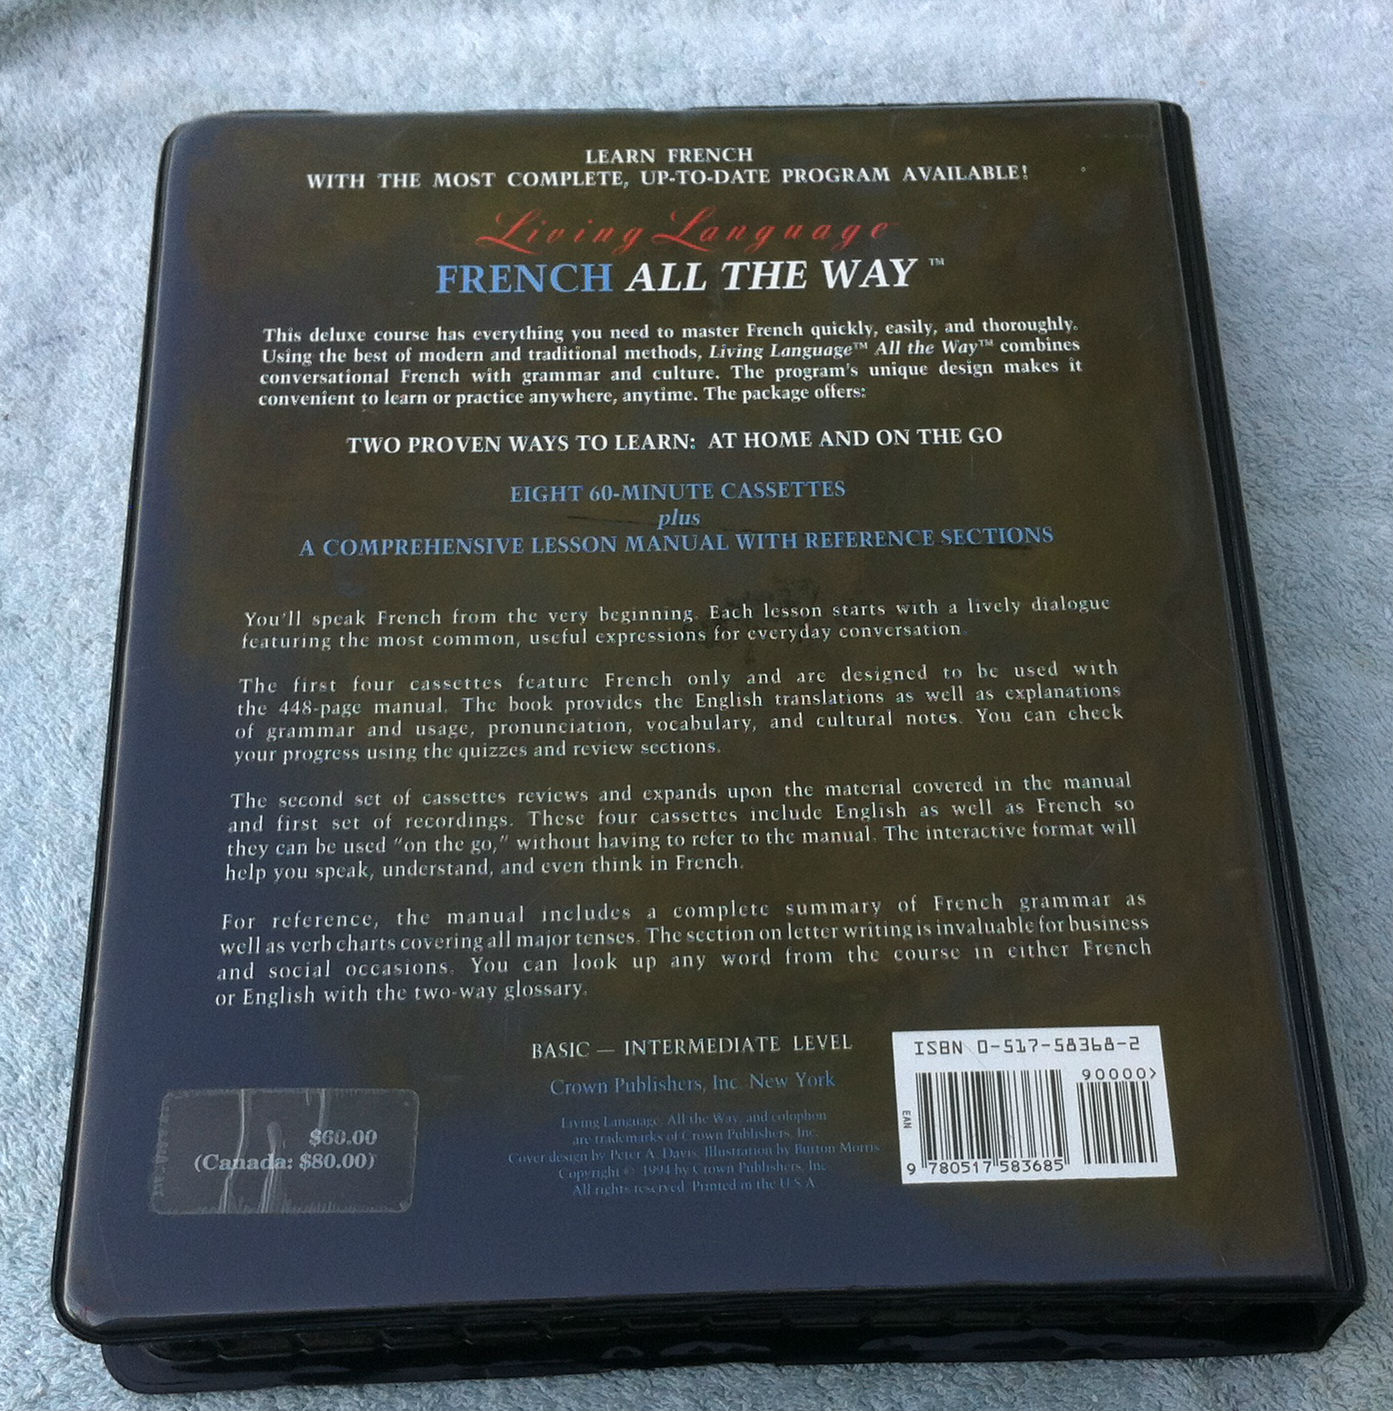 LEARN FRENCH
WITH THE MOST COMPLETE, UP-TO-DATE PROGRAM AVAILABLE!
Living Language
FRENCH ALL THE WAY ™
This deluxe course has everything you need to master French quickly, easily, and thoroughly.
Using the best of modern and traditional methods, Living Language™ All the Way™ combines
conversational French with grammar and culture. The program's unique design makes it
convenient to learn or practice anywhere, anytime. The package offers:
TWO PROVEN WAYS TO LEARN: AT HOME AND ON THE GO
EIGHT 60-MINUTE CASSETTES
plus
A COMPREHENSIVE LESSON MANUAL WITH REFERENCE SECTIONS
You'll speak French from the very beginning. Each lesson starts with a lively dialogue
featuring the most common, useful expressions for everyday conversation.
The first four cassettes feature French only and are designed to be used with
the 448-page manual. The book provides the English translations as well as explanations
of grammar and usage, pronunciation, vocabulary, and cultural notes. You can check
your progress using the quizzes and review sections.
The second set of cassettes reviews and expands upon the material covered in the manual
and first set of recordings. These four cassettes include English as well as French so
they can be used "on the go," without having to refer to the manual. The interactive format will
help you speak, understand, and even think in French.
For reference, the manual includes a complete summary of French grammar as
well as verb charts covering all major tenses. The section on letter writing is invaluable for business
and social occasions. You can look up any word from the course in either French
or English with the two-way glossary.
BASIC — INTERMEDIATE LEVEL
Crown Publishers, Inc. New York
Living Language, All the Way, and colophon
are trademarks of Crown Publishers, Inc.
Cover design by Peter A. Davis, Illustration by Burton Morris
Copyright © 1994 by Crown Publishers, Inc.
All rights reserved. Printed in the U.S.A.
$60.00
(Canada: $80.00)
ISBN 0-517-58368-2
90000>
EAN
9 780517 583685